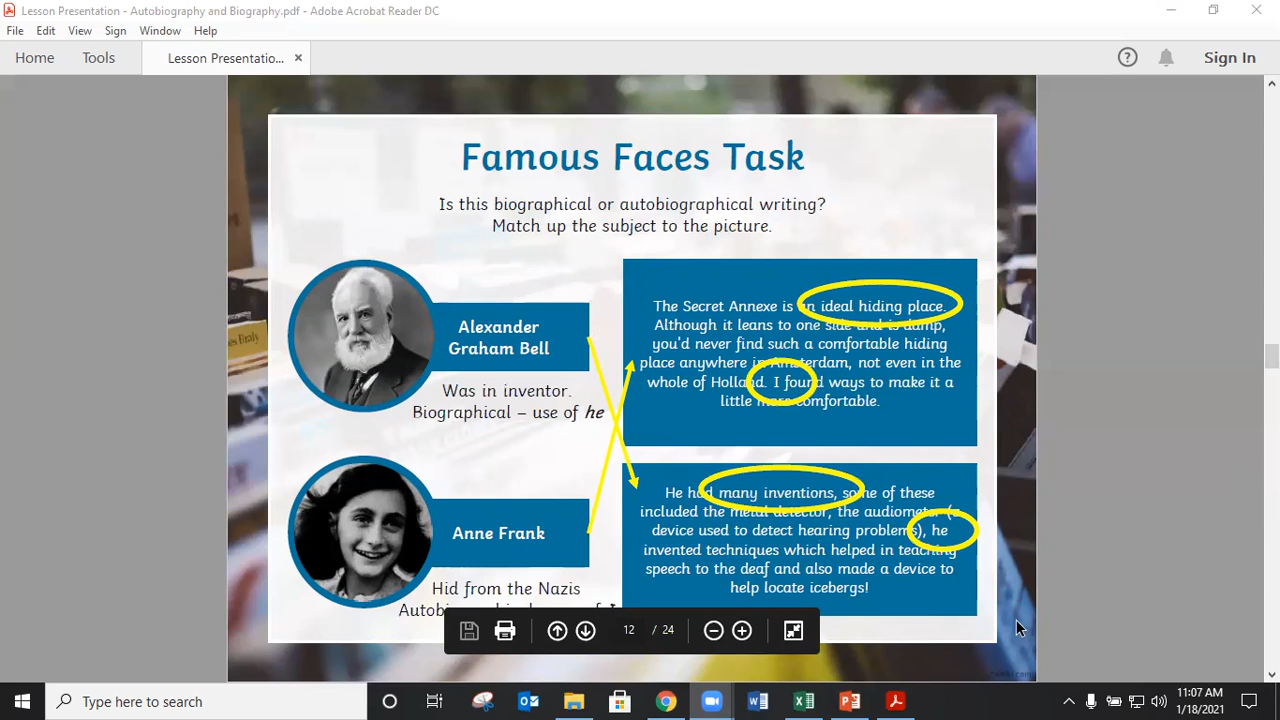 Lesson Presentation - Autobiography and Biography.pdf - Adobe Acrobat Reader DC
File Edit View Sign Window Help
Home Tools Lesson Presentatio... × Sign In
Famous Faces Task
Is this biographical or autobiographical writing?
Match up the subject to the picture.
Alexander
Graham Bell
Was in inventor.
Biographical – use of he
Anne Frank
Hid from the Nazis
The Secret Annexe is an ideal hiding place.
Although it leans to one side and is damp,
you'd never find such a comfortable hiding
place anywhere in Amsterdam, not even in the
whole of Holland. I found ways to make it a
little more comfortable.
He had many inventions, some of these
included the metal detector, the audiometer (a
device used to detect hearing problems), he
invented techniques which helped in teaching
speech to the deaf and also made a device to
help locate icebergs!
12 / 24
Type here to search
11:07 AM
1/18/2021